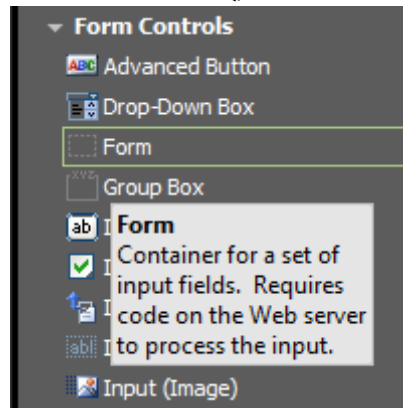 Form Controls
ABC Advanced Button
Drop-Down Box
Form
XYZ Group Box
ab I
Form
Container for a set of
input fields. Requires
code on the Web server
to process the input.
I
I
abl I
Input (Image)